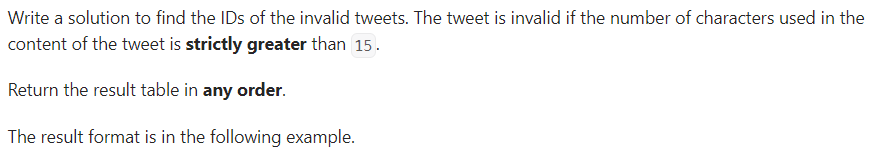 Write a solution to find the IDs of the invalid tweets. The tweet is invalid if the number of characters used in the
content of the tweet is strictly greater than 15.
Return the result table in any order.
The result format is in the following example.